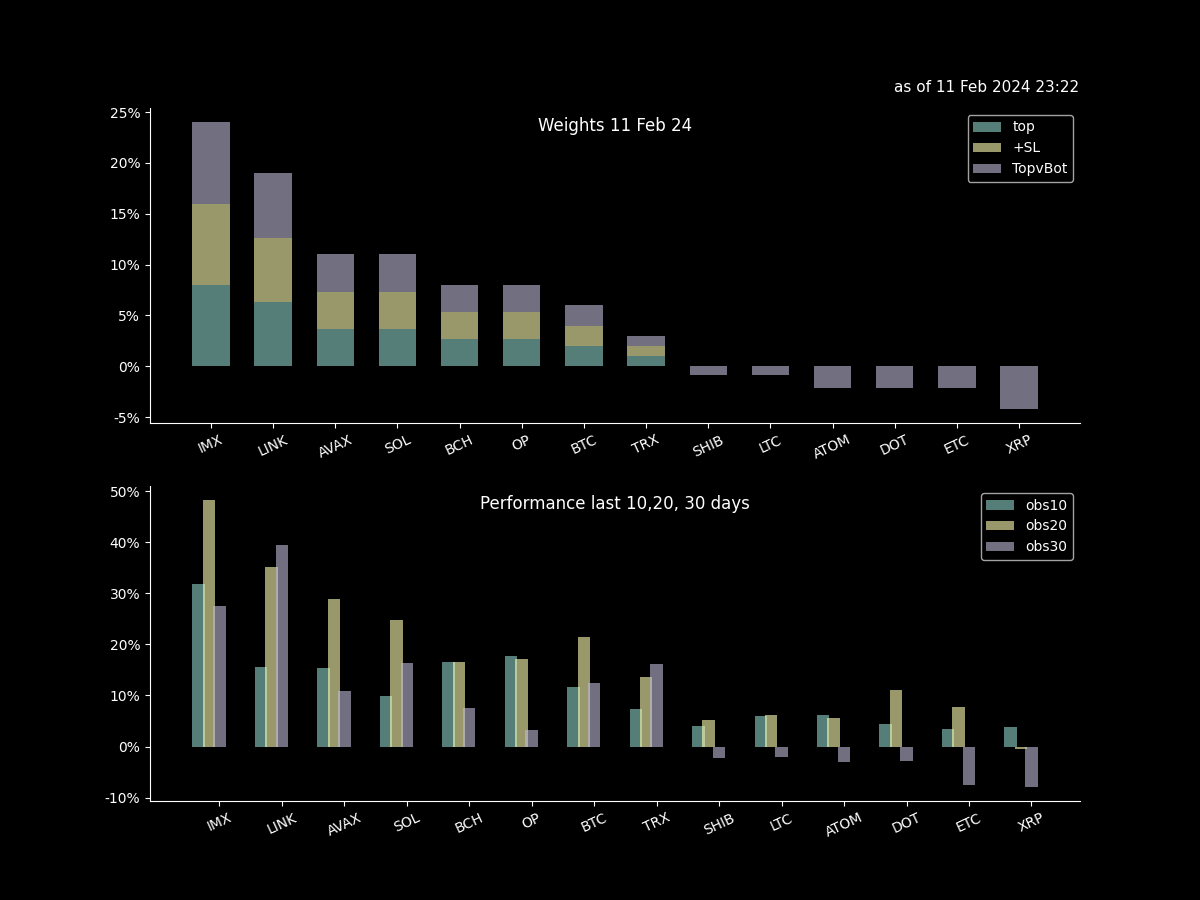 as of 11 Feb 2024 23:22
Weights 11 Feb 24
top
+SL
TopvBot
25%
20%
15%
10%
5%
0%
-5%
IMX LINK AVAX SOL BCH OP BTC TRX SHIB LTC ATOM DOT ETC XRP
Performance last 10,20, 30 days
obs10
obs20
obs30
50%
40%
30%
20%
10%
0%
-10%
IMX LINK AVAX SOL BCH OP BTC TRX SHIB LTC ATOM DOT ETC XRP